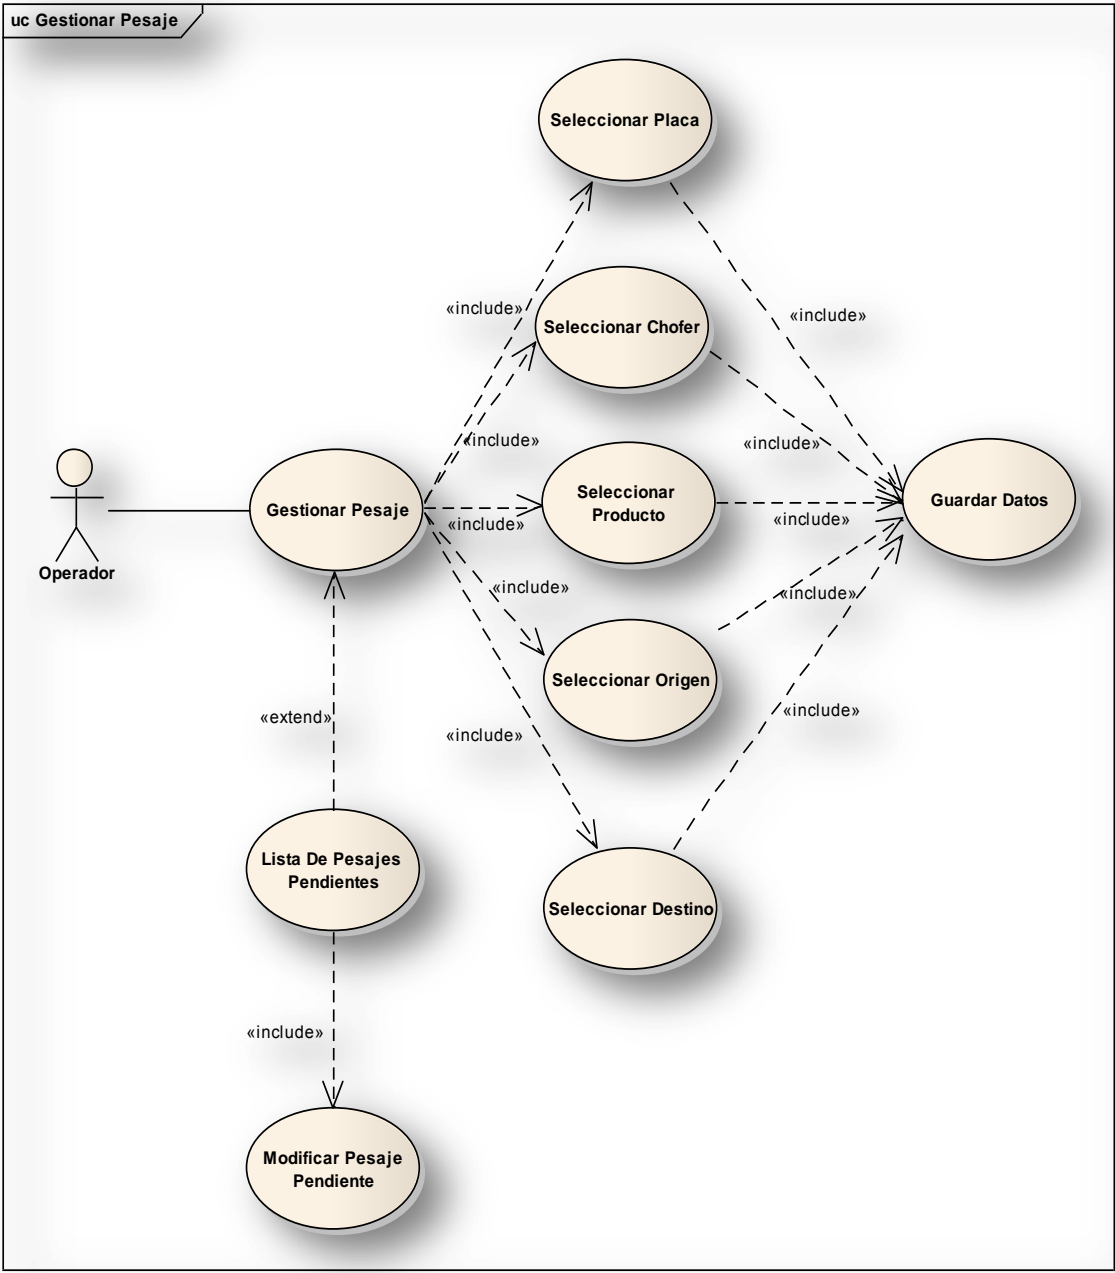 uc Gestionar Pesaje
Seleccionar Placa
«include»
«include»
Seleccionar Chofer
«include»
«include»
Gestionar Pesaje
Seleccionar
Producto
Guardar Datos
«include»
«include»
Operador
«include»
«include»
Seleccionar Origen
«extend»
«include»
«include»
Lista De Pesajes
Pendientes
Seleccionar Destino
«include»
Modificar Pesaje
Pendiente